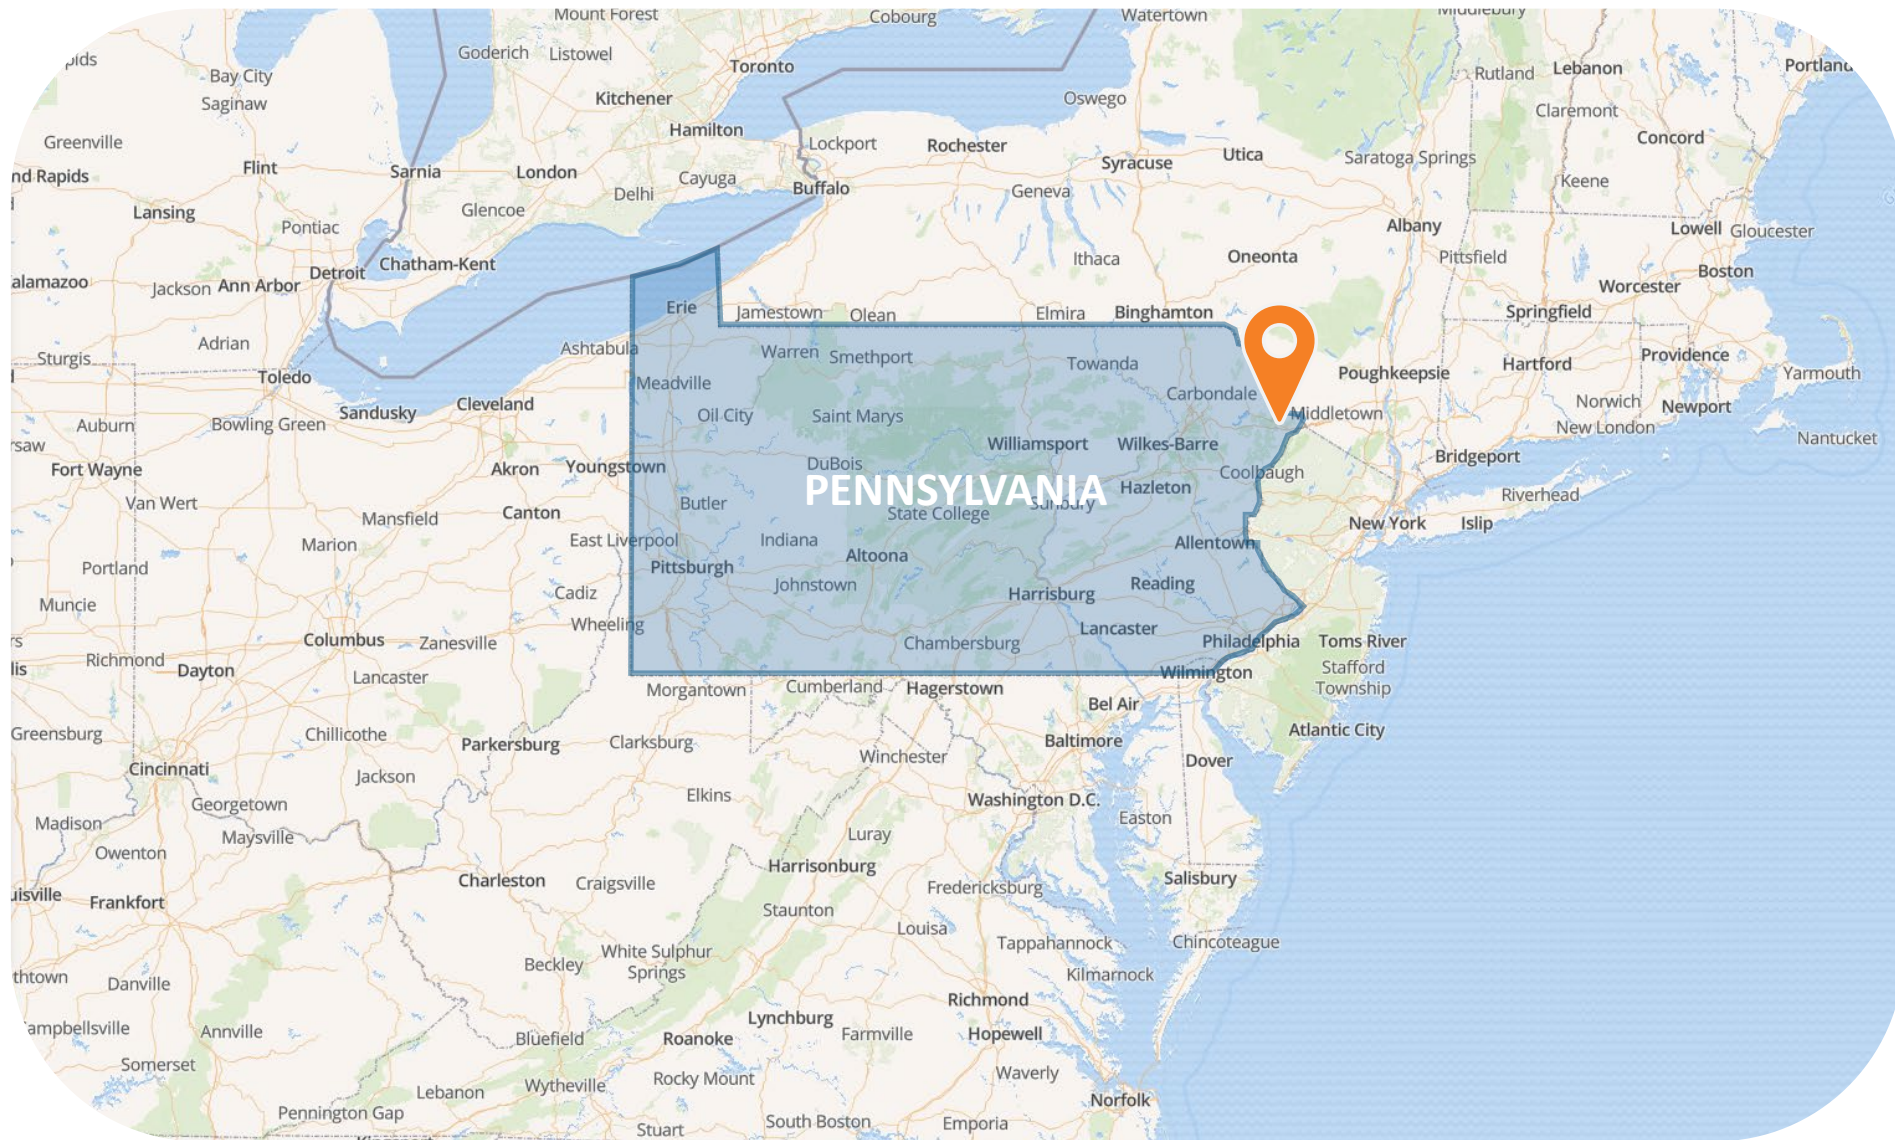 Mount Forest
Cobourg
Watertown
Middlebury
Goderich
Listowel
Toronto
Rutland
Lebanon
Portland
pids
Bay City
Saginaw
Kitchener
Oswego
Claremont
Greenville
Hamilton
Lockport
Rochester
Concord
nd Rapids
Flint
Sarnia
London
Delhi
Cayuga
Buffalo
Geneva
Syracuse
Utica
Saratoga Springs
Keene
Lansing
Pontiac
Glencoe
Albany
Lowell
Gloucester
alamazoo
Jackson
Ann Arbor
Detroit
Chatham-Kent
Ithaca
Oneonta
Pittsfield
Worcester
Boston
Erie
Jamestown
Olean
Elmira
Binghamton
Springfield
Sturgis
Adrian
Ashtabula
Warren
Smethport
Towanda
Poughkeepsie
Hartford
Providence
Yarmouth
Toledo
Sandusky
Cleveland
Meadville
Carbondale
Middletown
Norwich
Newport
Auburn
Bowling Green
Oil City
Saint Marys
New London
Nantucket
rsaw
Fort Wayne
Akron
Youngstown
DuBois
Williamsport
Wilkes-Barre
Coolbaugh
Bridgeport
PENNSYLVANIA
Van Wert
Mansfield
Canton
Butler
State College
Sunbury
Hazleton
Riverhead
Marion
East Liverpool
Indiana
Altoona
Allentown
New York
Islip
Portland
Pittsburgh
Johnstown
Reading
Muncie
Cadiz
Harrisburg
rs
Columbus
Zanesville
Wheeling
Chambersburg
Lancaster
Philadelphia
Toms River
lis
Richmond
Dayton
Lancaster
Morgantown
Cumberland
Hagerstown
Wilmington
Stafford
Township
Bel Air
Greensburg
Chillicothe
Parkersburg
Clarksburg
Winchester
Baltimore
Atlantic City
Cincinnati
Jackson
Dover
Georgetown
Elkins
Washington D.C.
Madison
Maysville
Luray
Easton
Owenton
Harrisonburg
uisville
Frankfort
Charleston
Craigsville
Fredericksburg
Salisbury
Staunton
Louisa
White Sulphur
Springs
Tappahannock
Chincoteague
thtown
Danville
Beckley
Kilmarnock
Richmond
ampbellsville
Annville
Bluefield
Roanoke
Lynchburg
Farmville
Hopewell
Somerset
Lebanon
Wytheville
Rocky Mount
Waverly
Norfolk
Pennington Gap
Stuart
South Boston
Emporia